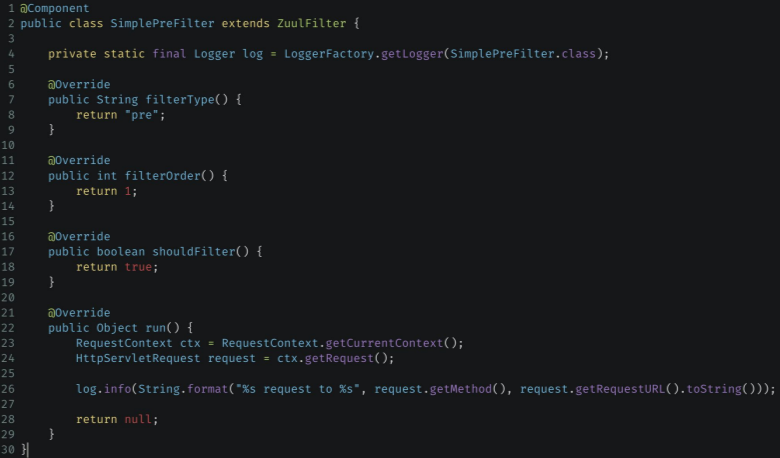 1 @Component
2 public class SimplePreFilter extends ZuulFilter {
3
4     private static final Logger log = LoggerFactory.getLogger(SimplePreFilter.class);
5
6     @Override
7     public String filterType() {
8         return "pre";
9     }
10
11     @Override
12     public int filterOrder() {
13         return 1;
14     }
15
16     @Override
17     public boolean shouldFilter() {
18         return true;
19     }
20
21     @Override
22     public Object run() {
23         RequestContext ctx = RequestContext.getCurrentContext();
24         HttpServletRequest request = ctx.getRequest();
25
26         log.info(String.format("%s request to %s", request.getMethod(), request.getRequestURL().toString()));
27
28         return null;
29     }
30 }